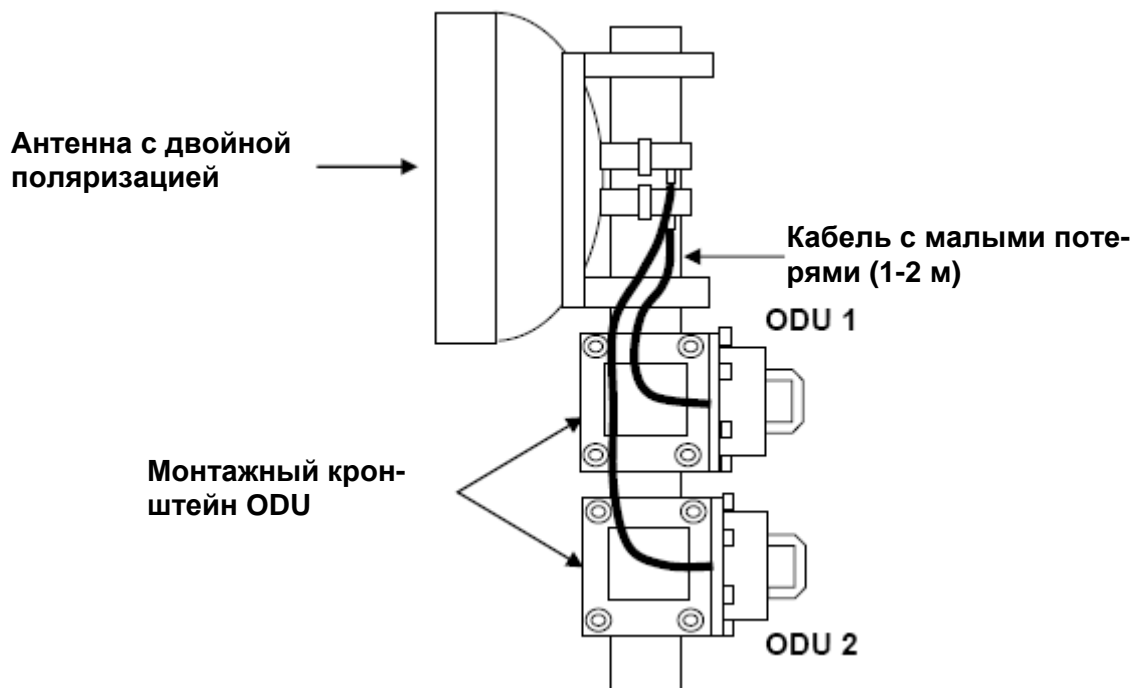 Антенна с двойной
поляризацией
Кабель с малыми поте-
рями (1-2 м)
ODU 1
Монтажный крон-
штейн ODU
ODU 2